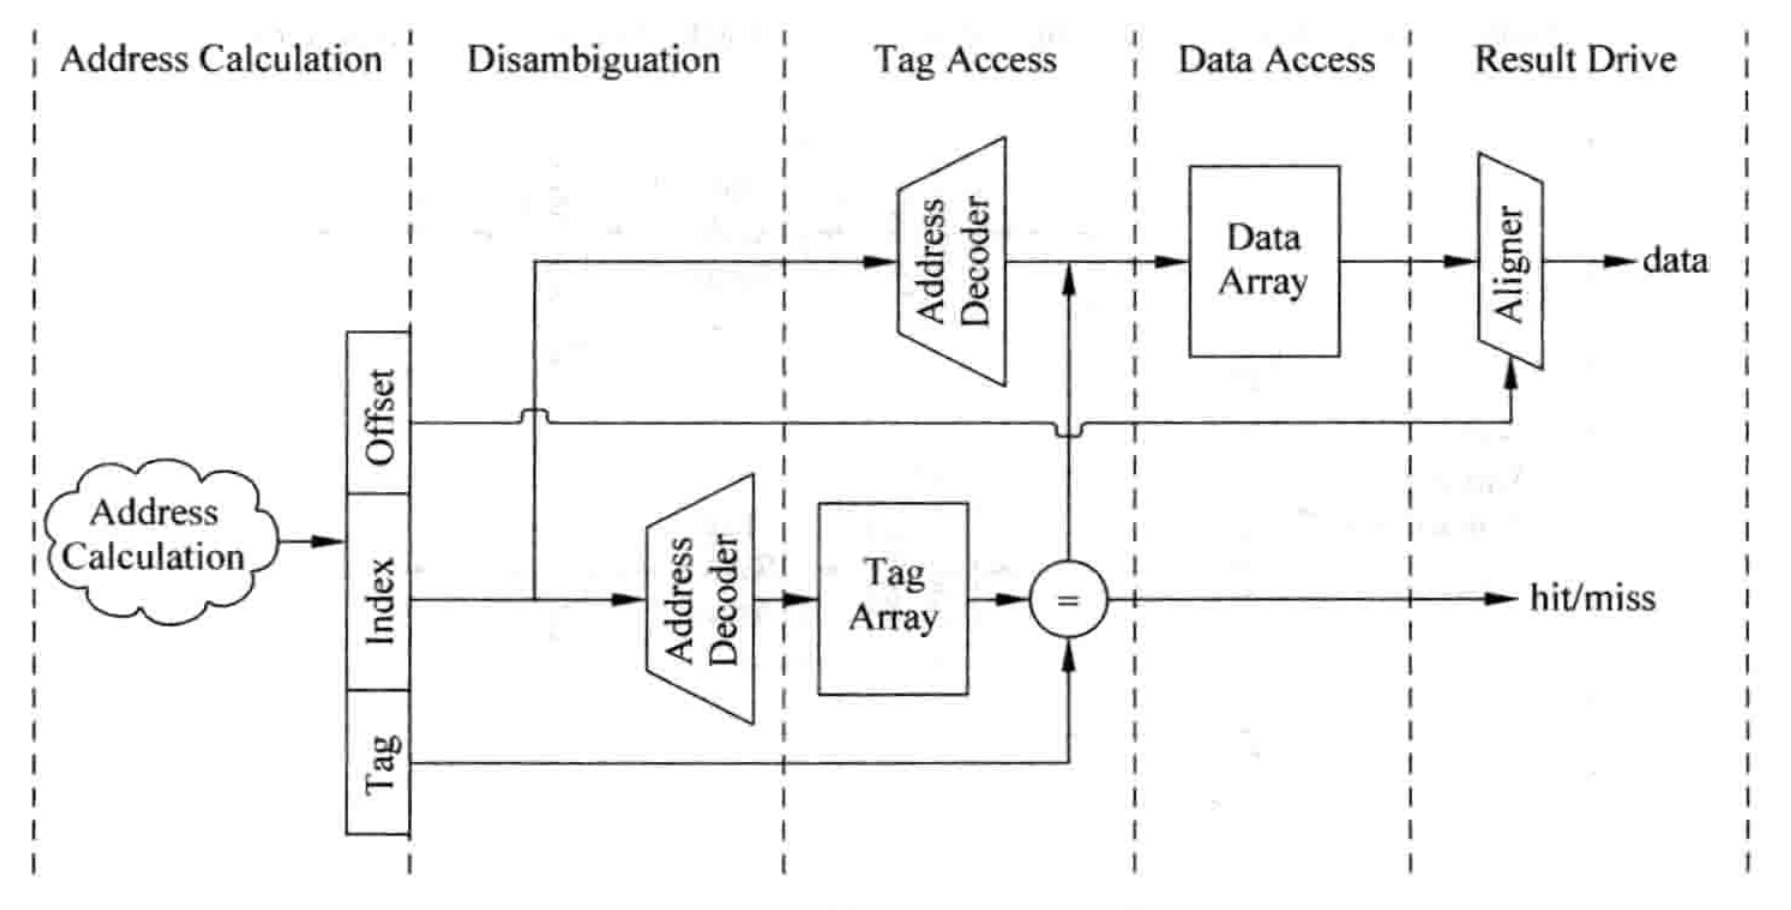 Address Calculation
Disambiguation
Tag Access
Data Access
Result Drive
Address
Decoder
Data
Array
Aligner
data
Offset
Index
Tag
Address
Calculation
Address
Decoder
Tag
Array
=
hit/miss